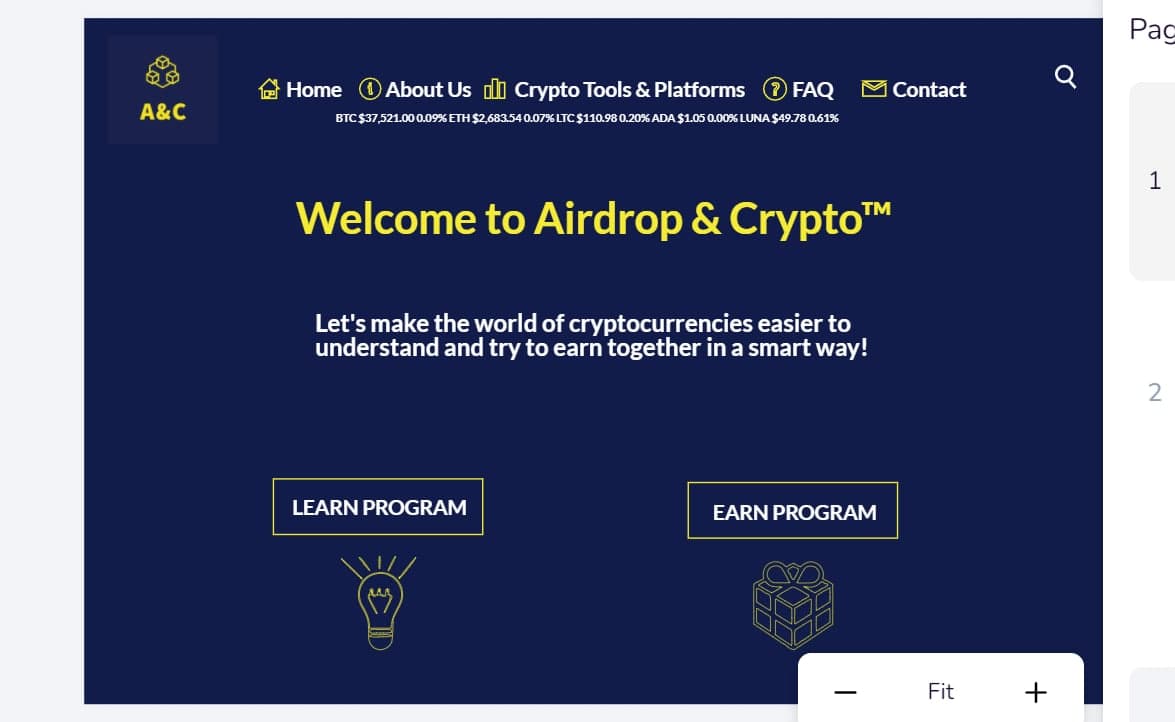 Pag
A&C
Home About Us Crypto Tools & Platforms FAQ Contact
BTC $37,521.00 0.09% ETH $2,683.54 0.07% LTC $110.98 0.20% ADA $1.05 0.00% LUNA $49.78 0.61%
1
Welcome to Airdrop & Crypto™
Let's make the world of cryptocurrencies easier to
understand and try to earn together in a smart way!
2
LEARN PROGRAM
EARN PROGRAM
− Fit +